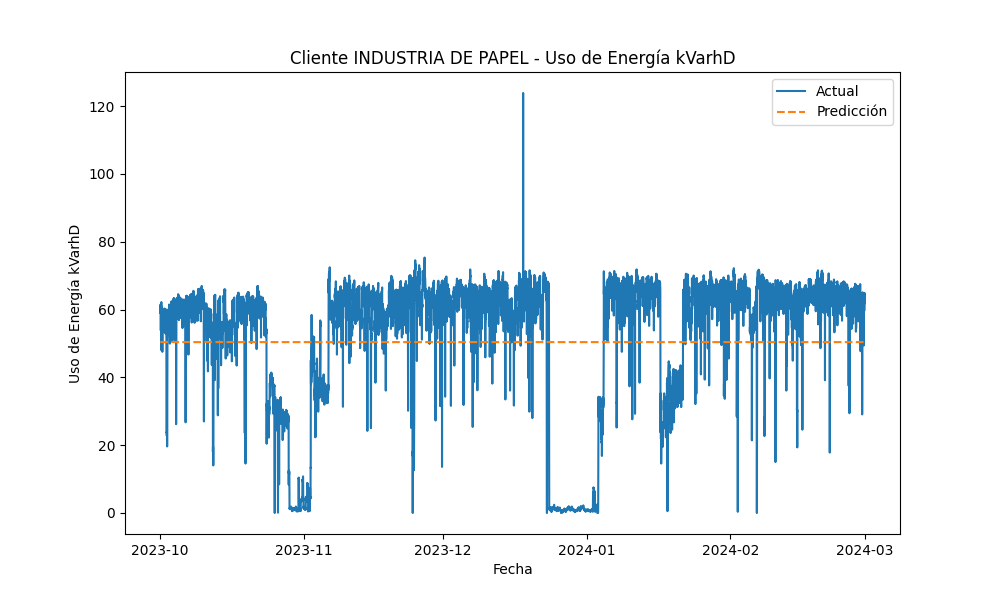 Cliente INDUSTRIA DE PAPEL - Uso de Energía kVarhD
Actual
Predicción
Uso de Energía kVarhD
120
100
80
60
40
20
0
2023-10 2023-11 2023-12 2024-01 2024-02 2024-03
Fecha